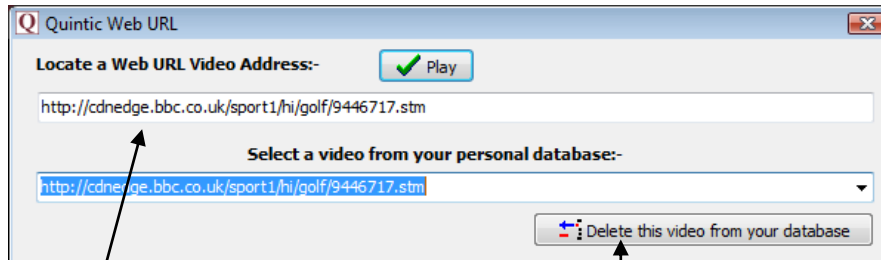 Q Quintic Web URL
Locate a Web URL Video Address:- Play
http://cdnedge.bbc.co.uk/sport1/hi/golf/9446717.stm
Select a video from your personal database:-
http://cdnedge.bbc.co.uk/sport1/hi/golf/9446717.stm
Delete this video from your database